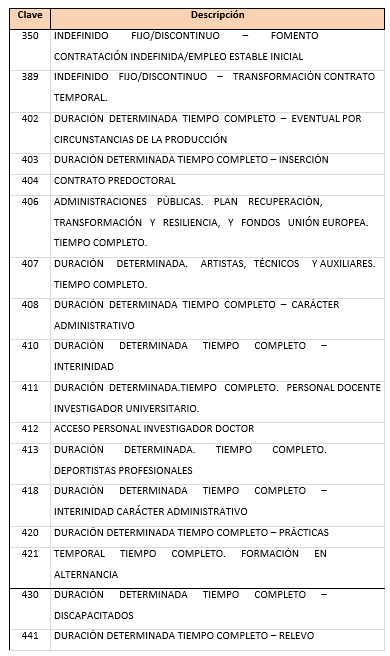 Clave Descripción
350 INDEFINIDO FIJO/DISCONTINUO – FOMENTO
CONTRATACIÓN INDEFINIDA/EMPLEO ESTABLE INICIAL
389 INDEFINIDO FIJO/DISCONTINUO – TRANSFORMACIÓN CONTRATO
TEMPORAL.
402 DURACIÓN DETERMINADA TIEMPO COMPLETO – EVENTUAL POR
CIRCUNSTANCIAS DE LA PRODUCCIÓN
403 DURACIÓN DETERMINADA TIEMPO COMPLETO – INSERCIÓN
404 CONTRATO PREDOCTORAL
406 ADMINISTRACIONES PÚBLICAS. PLAN RECUPERACIÓN,
TRANSFORMACIÓN Y RESILENCIA, Y FONDOS UNIÓN EUROPEA.
TIEMPO COMPLETO.
407 DURACIÓN DETERMINADA. ARTISTAS, TÉCNICOS Y AUXILIARES.
TIEMPO COMPLETO.
408 DURACIÓN DETERMINADA TIEMPO COMPLETO – CARÁCTER
ADMINISTRATIVO
410 DURACIÓN DETERMINADA TIEMPO COMPLETO –
INTERINIDAD
411 DURACIÓN DETERMINADA.TIEMPO COMPLETO. PERSONAL DOCENTE
INVESTIGADOR UNIVERSITARIO.
412 ACCESO PERSONAL INVESTIGADOR DOCTOR
413 DURACIÓN DETERMINADA. TIEMPO COMPLETO.
DEPORTISTAS PROFESIONALES
418 DURACIÓN DETERMINADA TIEMPO COMPLETO –
INTERINIDAD CARÁCTER ADMINISTRATIVO
420 DURACIÓN DETERMINADA TIEMPO COMPLETO – PRÁCTICAS
421 TEMPORAL TIEMPO COMPLETO. FORMACIÓN EN
ALTERNANCIA
430 DURACIÓN DETERMINADA TIEMPO COMPLETO –
DISCAPACITADOS
441 DURACIÓN DETERMINADA TIEMPO COMPLETO – RELEVO